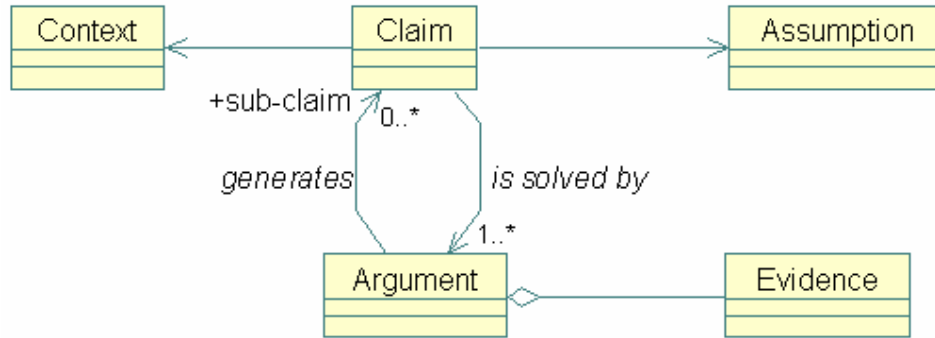 Context
Claim
Assumption
+sub-claim
0..*
generates
is solved by
1..*
Argument
Evidence